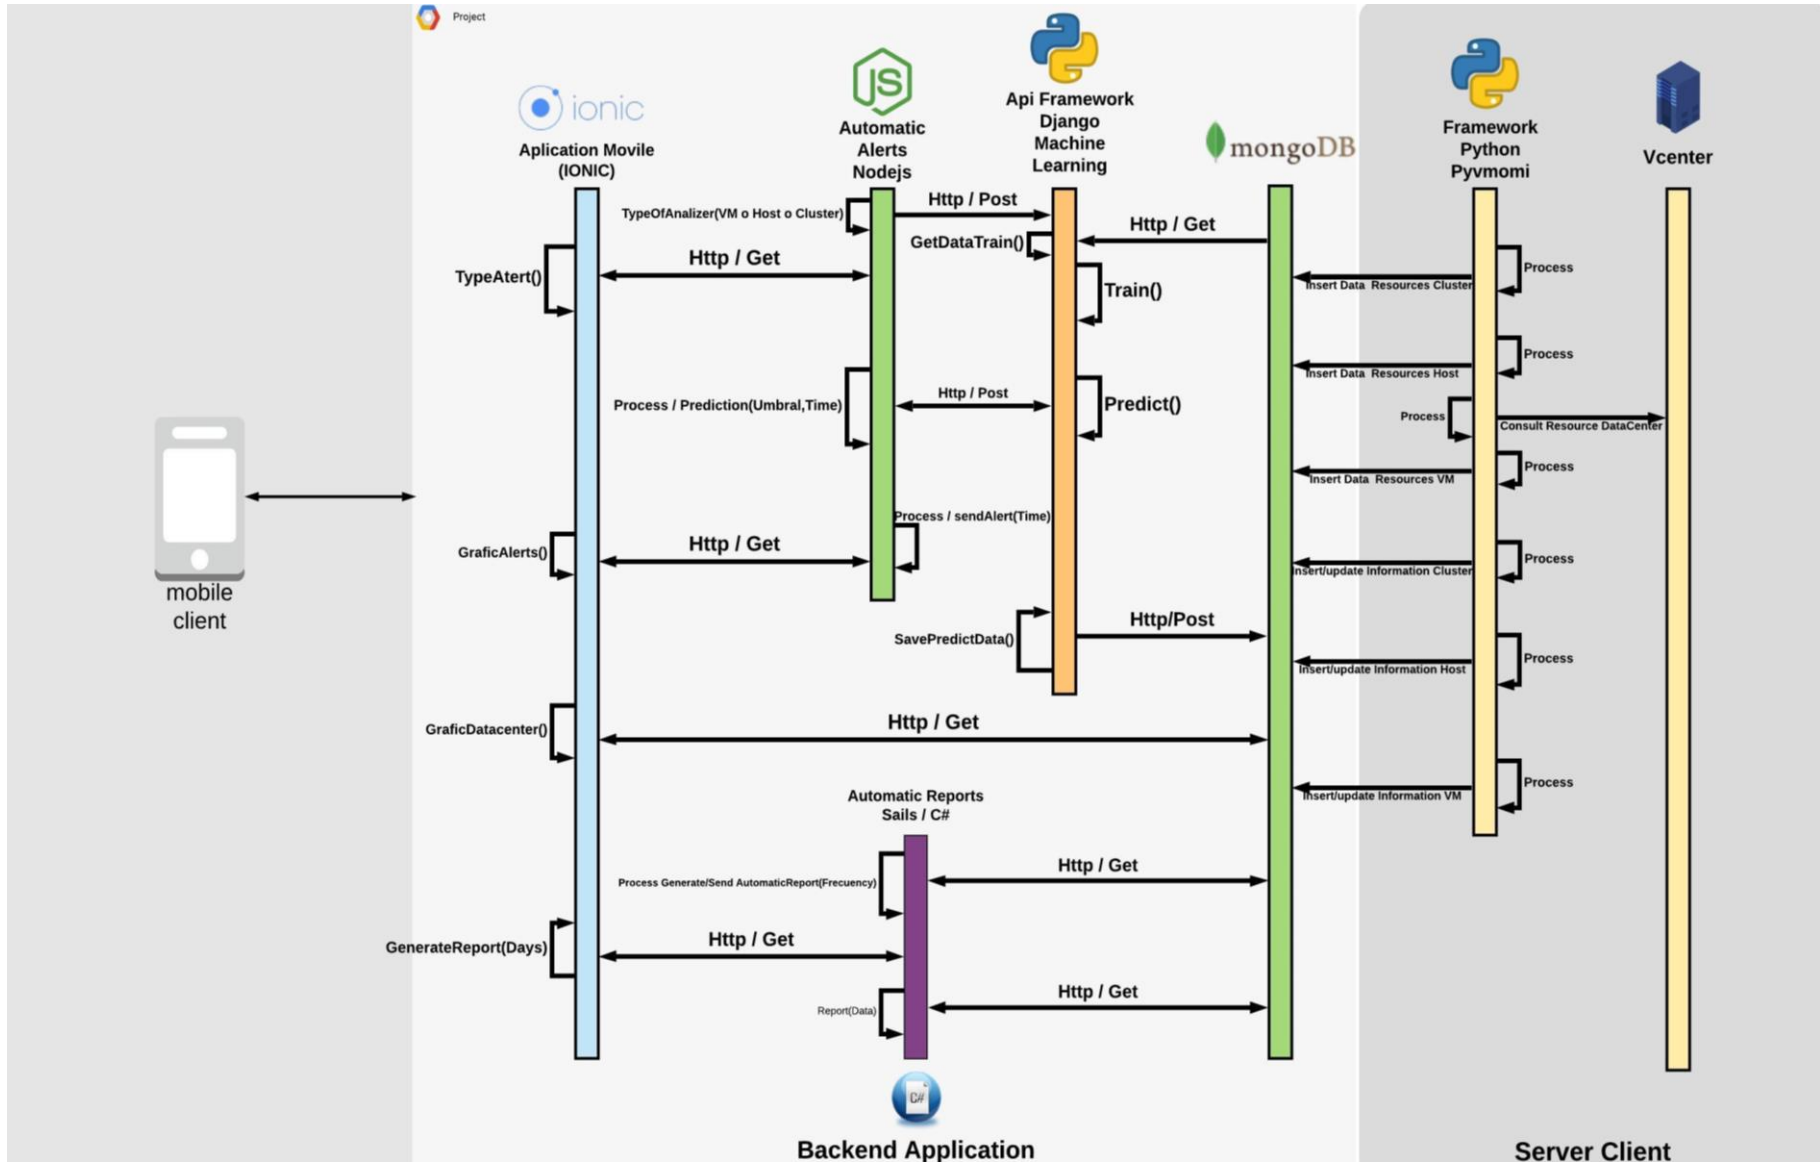 Project
ionic
Aplication Movile
(IONIC)
JS
Automatic
Alerts
Nodejs
Api Framework
Django
Machine
Learning
mongoDB
Framework
Python
Pyvmomi
Vcenter
TypeOfAnalizer(VM o Host o Cluster)
Http / Post
GetDataTrain()
Http / Get
TypeAtert()
Http / Get
Train()
Insert Data Resources Cluster
Process
Insert Data Resources Host
Process
Process / Prediction(Umbral,Time)
Http / Post
Predict()
Process
Consult Resource DataCenter
Insert Data Resources VM
Process
Process / sendAlert(Time)
GraficAlerts()
Http / Get
Insert/update Information Cluster
Process
mobile
client
SavePredictData()
Http/Post
Insert/update Information Host
Process
GraficDatacenter()
Http / Get
Insert/update Information VM
Process
Automatic Reports
Sails / C#
Process Generate/Send AutomaticReport(Frecuency)
Http / Get
GenerateReport(Days)
Http / Get
Report(Data)
Http / Get
C#
Backend Application
Server Client